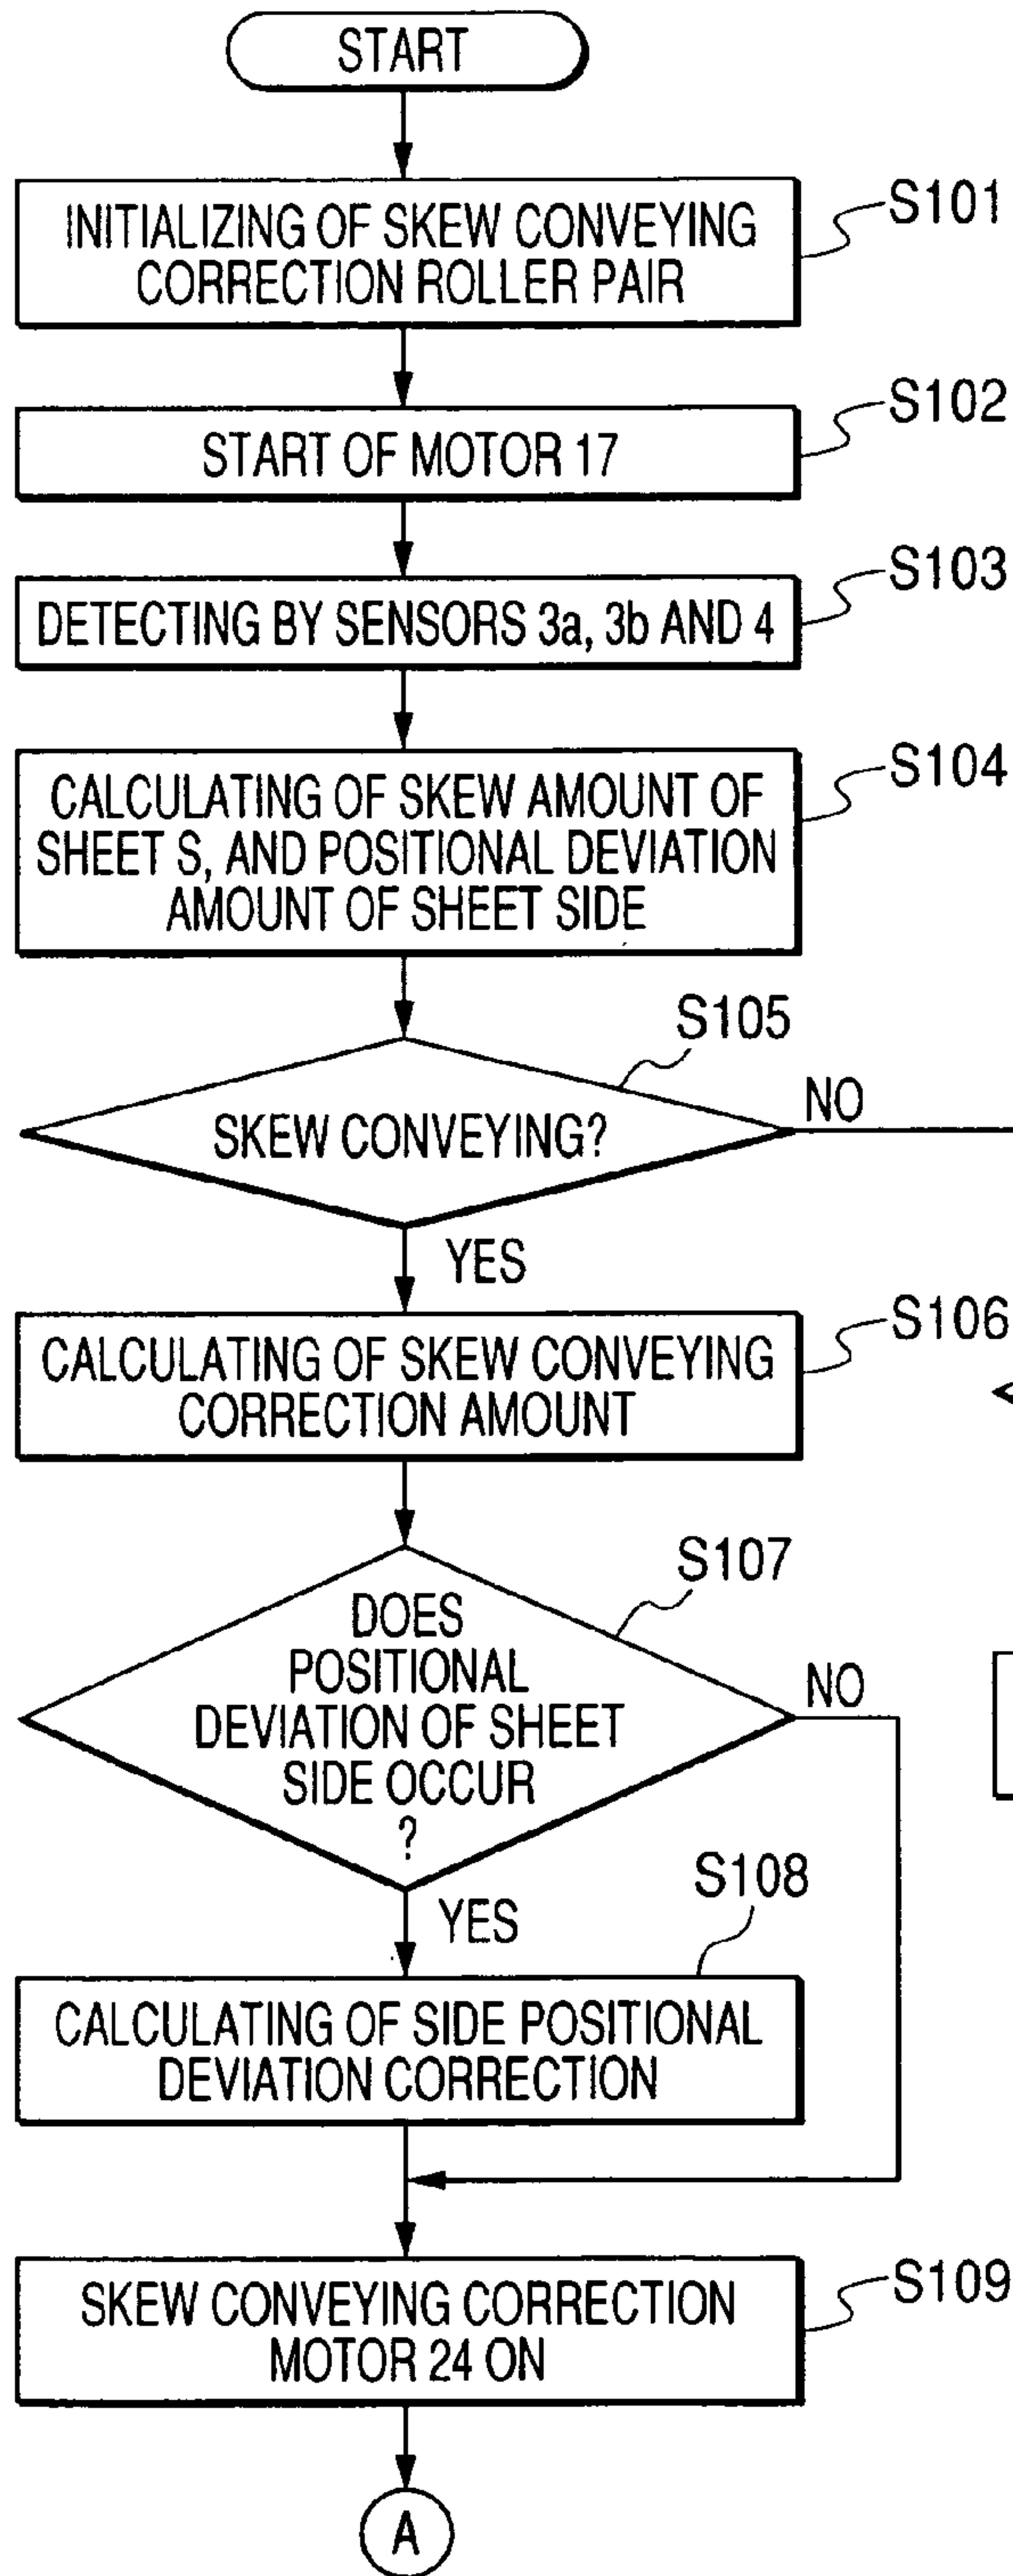 START
INITIALIZING OF SKEW CONVEYING
CORRECTION ROLLER PAIR
S101
START OF MOTOR 17
S102
DETECTING BY SENSORS 3a, 3b AND 4
S103
CALCULATING OF SKEW AMOUNT OF
SHEET S, AND POSITIONAL DEVIATION
AMOUNT OF SHEET SIDE
S104
S105
SKEW CONVEYING?
NO
YES
CALCULATING OF SKEW CONVEYING
CORRECTION AMOUNT
S106
S107
DOES
POSITIONAL
DEVIATION OF SHEET
SIDE OCCUR
?
NO
YES
S108
CALCULATING OF SIDE POSITIONAL
DEVIATION CORRECTION
SKEW CONVEYING CORRECTION
MOTOR 24 ON
S109
A